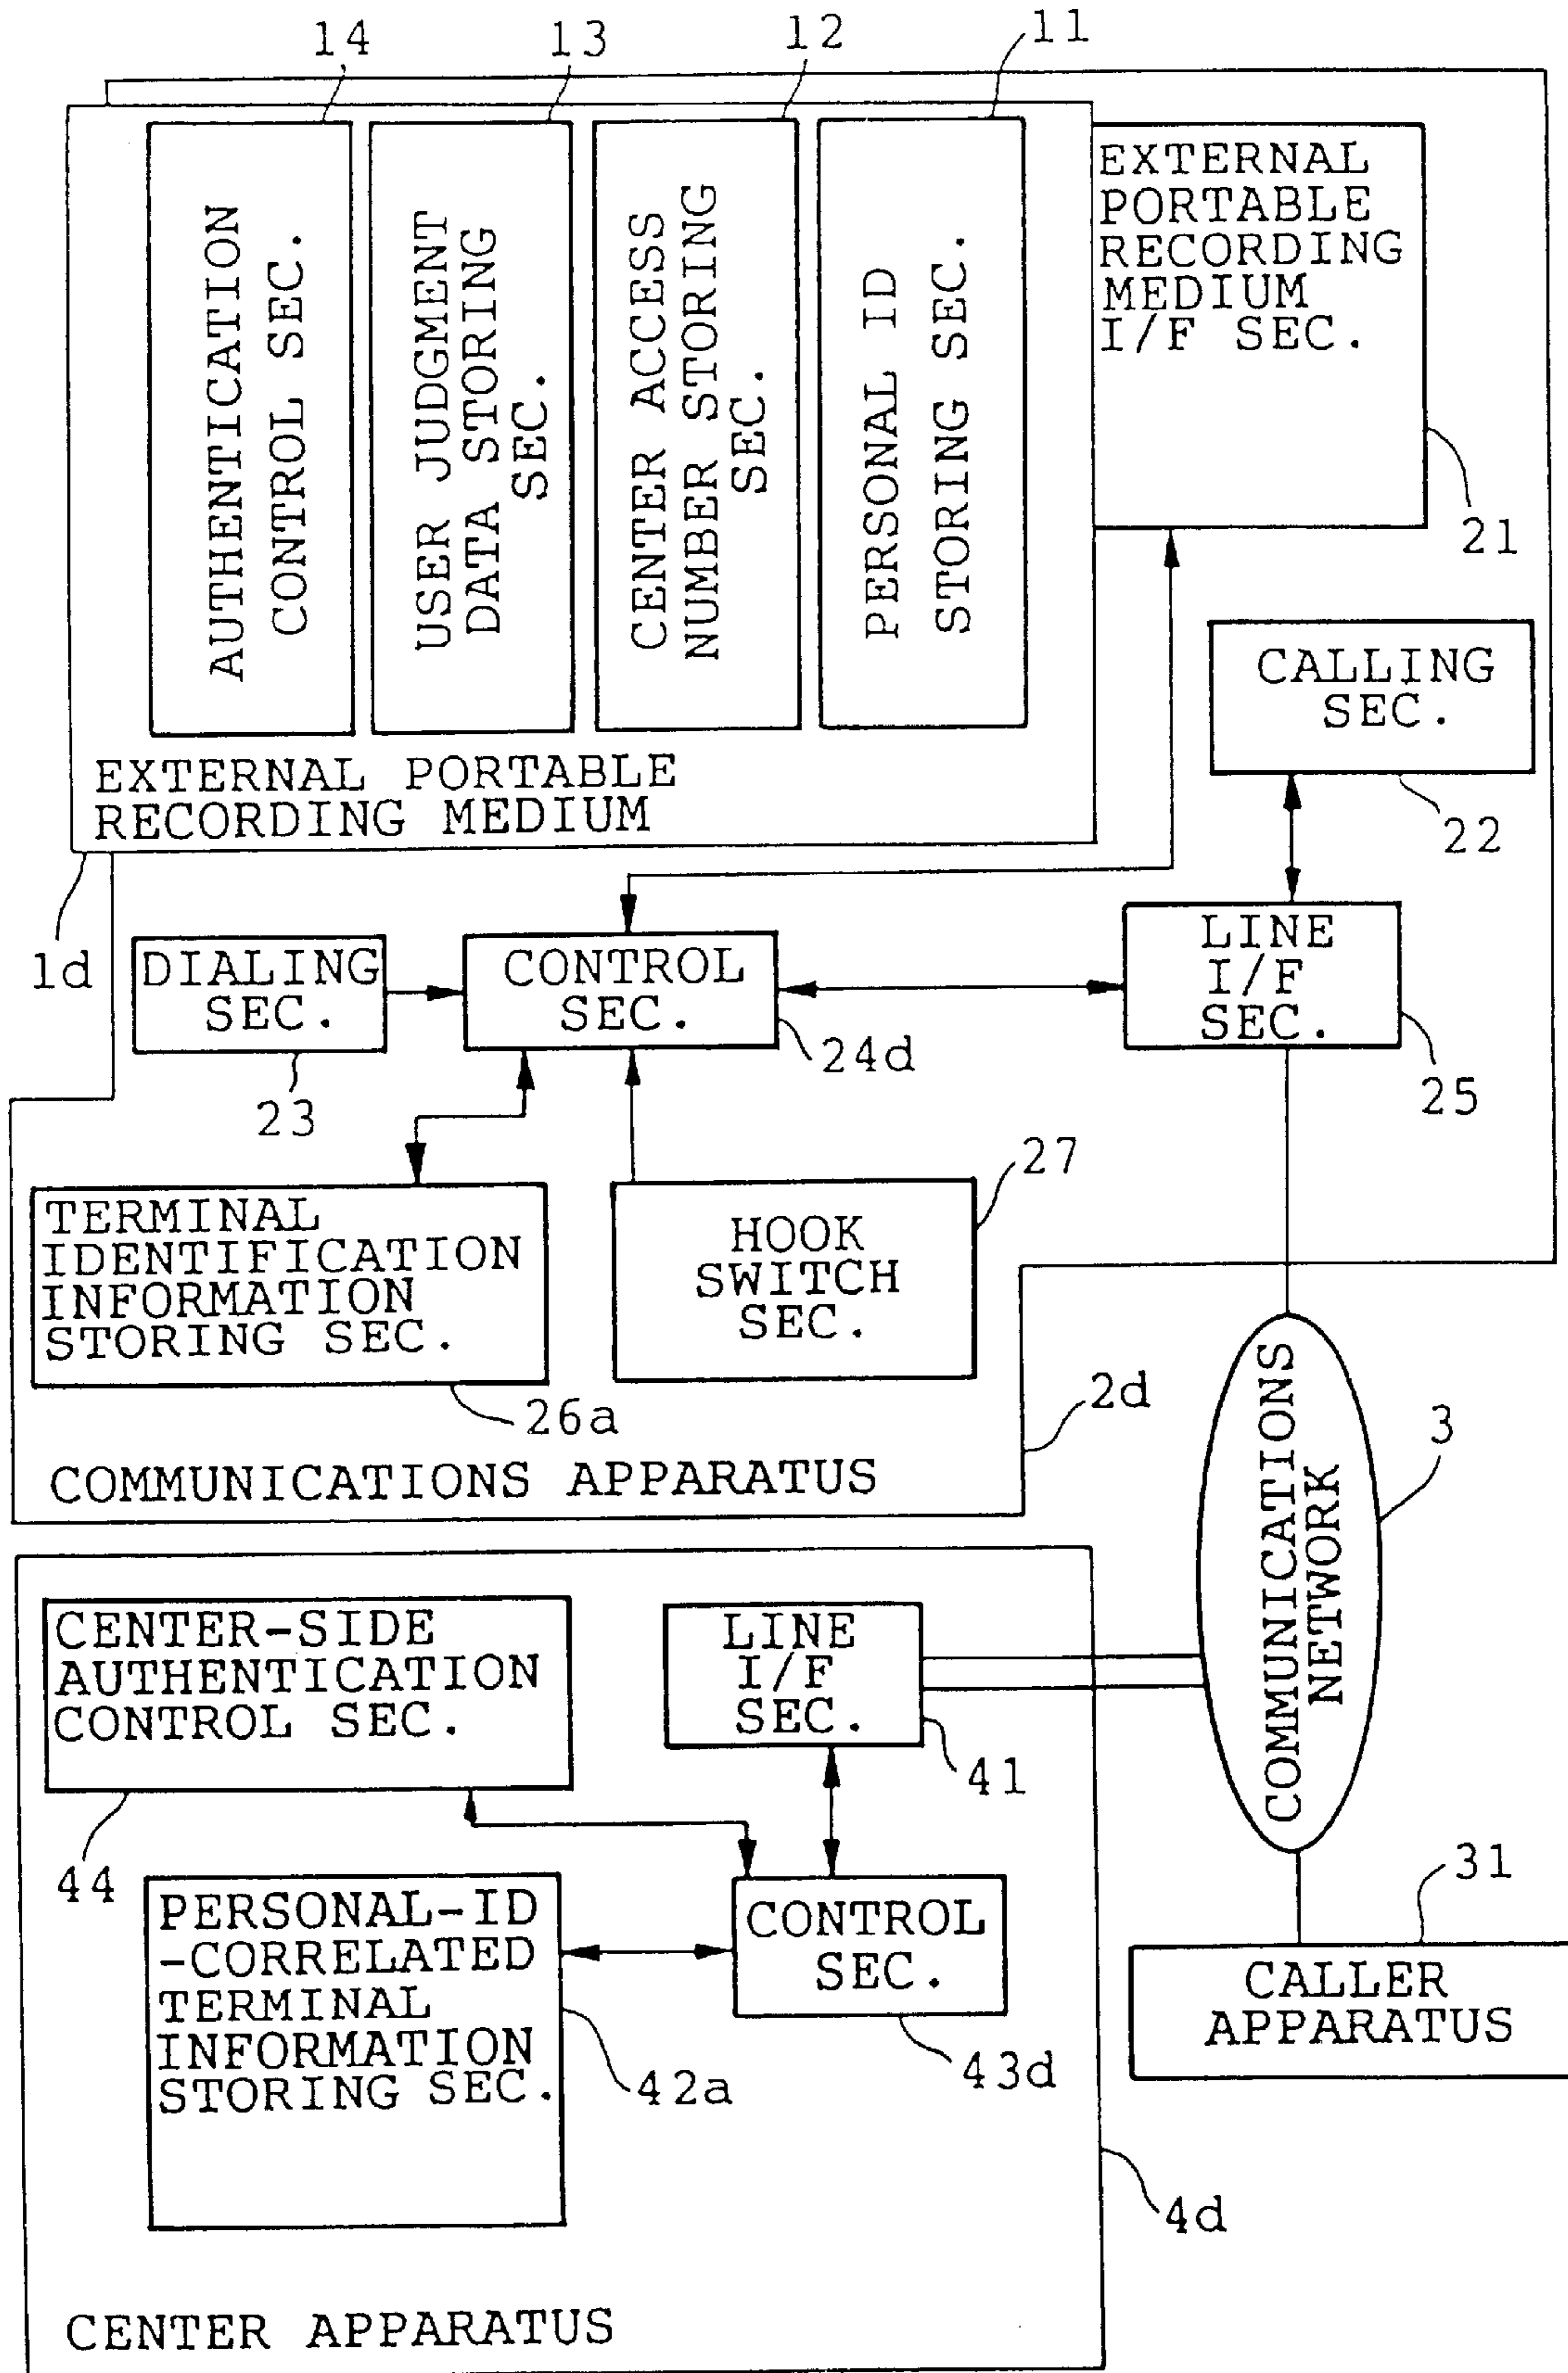 14
13
12
11
AUTHENTICATION
CONTROL SEC.
USER JUDGMENT
DATA STORING
SEC.
CENTER ACCESS
NUMBER STORING
SEC.
PERSONAL ID
STORING SEC.
EXTERNAL
PORTABLE
RECORDING
MEDIUM
I/F SEC.
21
EXTERNAL PORTABLE
RECORDING MEDIUM
1d
CALLING
SEC.
22
DIALING
SEC.
23
CONTROL
SEC.
24d
LINE
I/F
SEC.
25
TERMINAL
IDENTIFICATION
INFORMATION
STORING SEC.
26a
HOOK
SWITCH
SEC.
27
COMMUNICATIONS APPARATUS
2d
COMMUNICATIONS
NETWORK
3
CENTER-SIDE
AUTHENTICATION
CONTROL SEC.
44
LINE
I/F
SEC.
41
PERSONAL-ID
-CORRELATED
TERMINAL
INFORMATION
STORING SEC.
42a
CONTROL
SEC.
43d
31
CALLER
APPARATUS
4d
CENTER APPARATUS